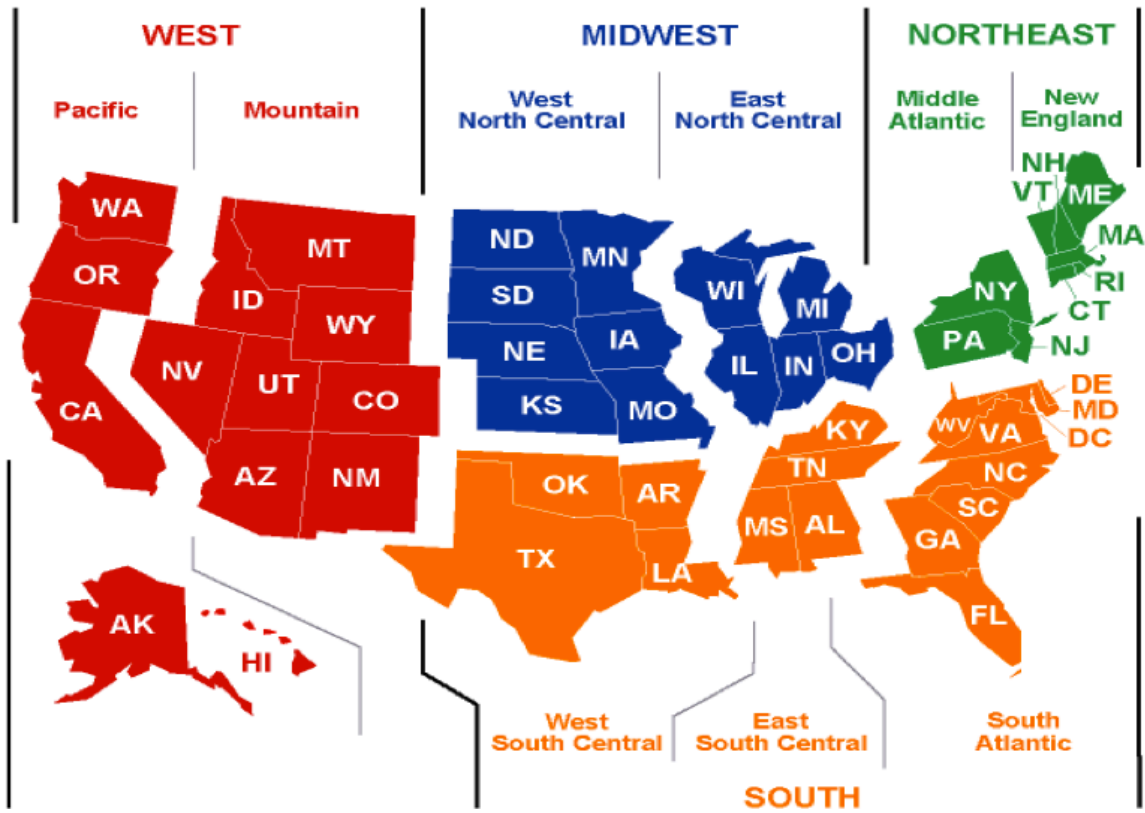 WEST
MIDWEST
NORTHEAST
Pacific
Mountain
West
North Central
East
North Central
Middle
Atlantic
New
England
WA
OR
CA
MT
ID
WY
NV
UT
CO
AZ
NM
AK
HI
ND
SD
NE
KS
MN
IA
MO
WI
MI
IL
IN
OH
NH
VT
ME
MA
RI
CT
NY
PA
NJ
DE
MD
DC
WV
VA
KY
TN
NC
SC
OK
AR
TX
LA
MS
AL
GA
FL
West
South Central
East
South Central
South
Atlantic
SOUTH